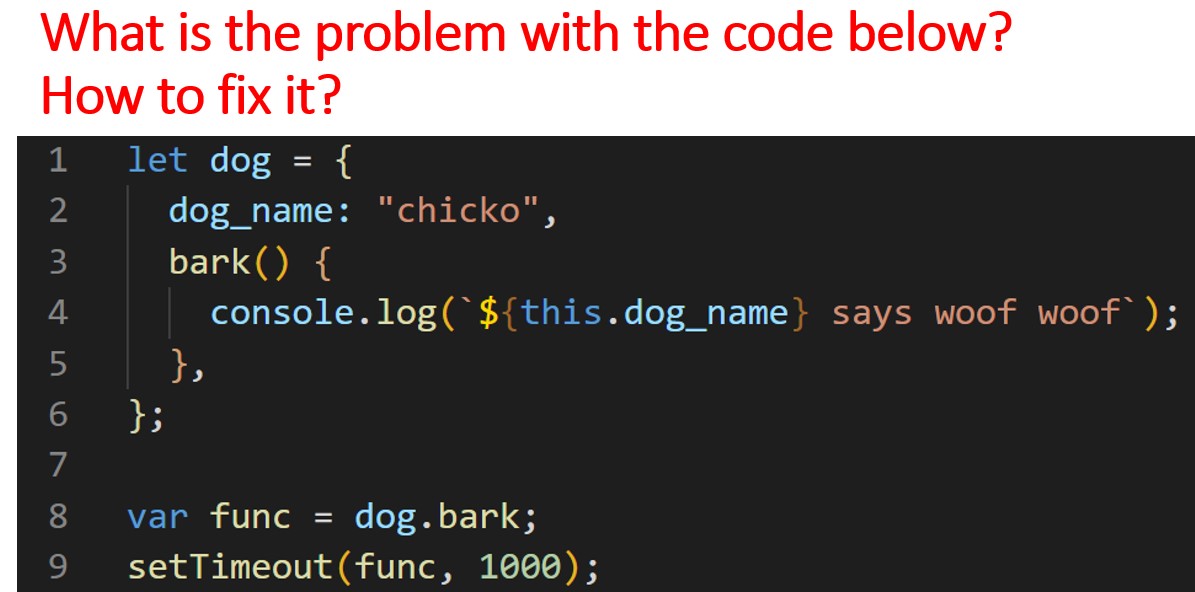 What is the problem with the code below?
How to fix it?
1 let dog = {
2 dog_name: "chicko",
3 bark() {
4 console.log(`${this.dog_name} says woof woof`);
5 },
6 };
7
8 var func = dog.bark;
9 setTimeout(func, 1000);